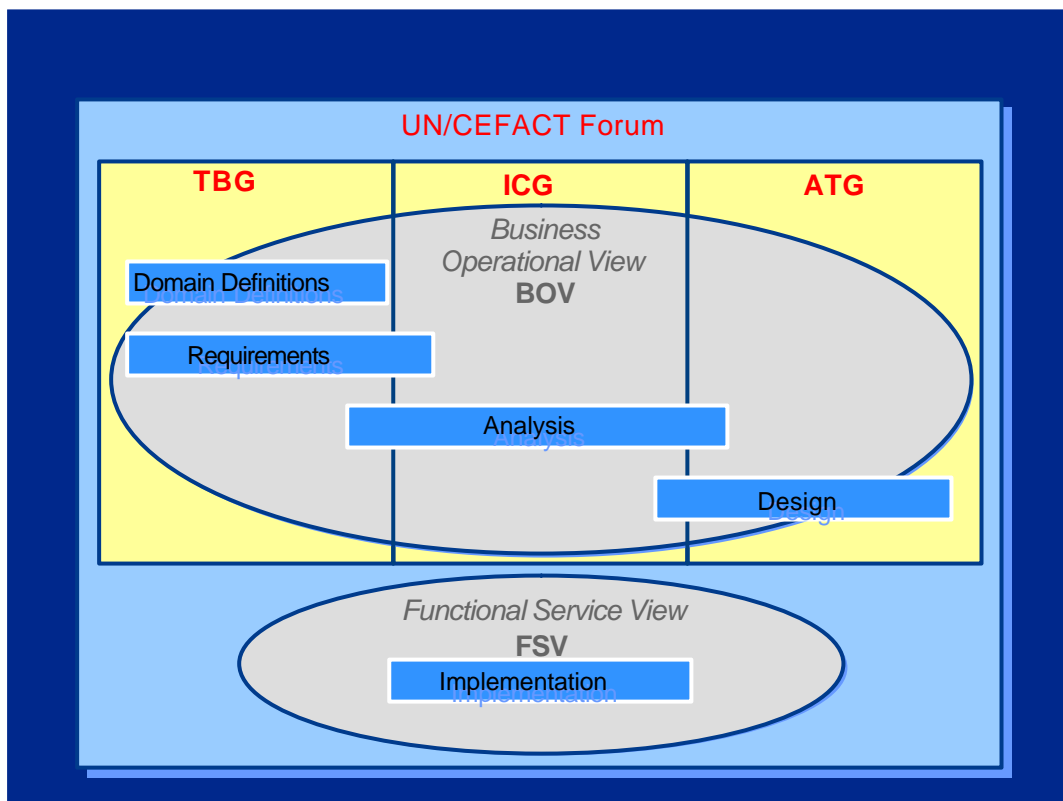 UN/CEFACT Forum
TBG
ICG
ATG
Business
Operational View
BOV
Domain Definitions
Requirements
Analysis
Design
Functional Service View
FSV
Implementation